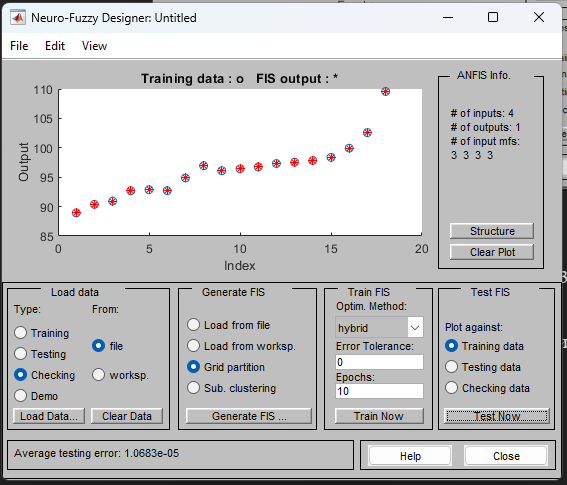 Neuro-Fuzzy Designer: Untitled
File Edit View
Training data : o FIS output : *
110
105
100
95
90
85
Output
0 5 10 15 20
Index
ANFIS Info.
# of inputs: 4
# of outputs: 1
# of input mfs:
3 3 3 3
Structure
Clear Plot
Load data
Type: From:
Training
Testing
Checking
Demo
file
worksp.
Load Data... Clear Data
Generate FIS
Load from file
Load from worksp.
Grid partition
Sub. clustering
Generate FIS ...
Train FIS
Optim. Method:
hybrid
Error Tolerance:
0
Epochs:
10
Train Now
Test FIS
Plot against:
Training data
Testing data
Checking data
Test Now
Average testing error: 1.0683e-05
Help Close